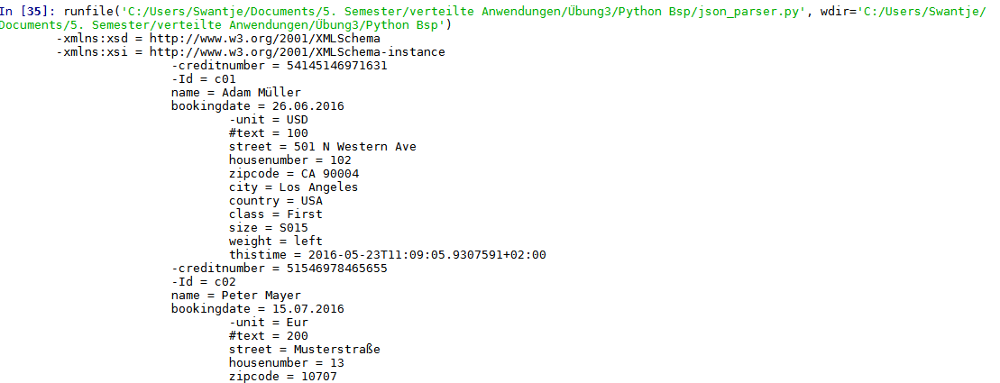 In [35]: runfile('C:/Users/Swantje/Documents/5. Semester/verteilte Anwendungen/Übung3/Python Bsp/json_parser.py', wdir='C:/Users/Swantje/
Documents/5. Semester/verteilte Anwendungen/Übung3/Python Bsp')
-xmlns:xsd = http://www.w3.org/2001/XMLSchema
-xmlns:xsi = http://www.w3.org/2001/XMLSchema-instance
-creditnumber = 54145146971631
-Id = c01
name = Adam Müller
bookingdate = 26.06.2016
-unit = USD
#text = 100
street = 501 N Western Ave
housenumber = 102
zipcode = CA 90004
city = Los Angeles
country = USA
class = First
size = S015
weight = left
thistime = 2016-05-23T11:09:05.9307591+02:00
-creditnumber = 51546978465655
-Id = c02
name = Peter Mayer
bookingdate = 15.07.2016
-unit = Eur
#text = 200
street = Musterstraße
housenumber = 13
zipcode = 10707